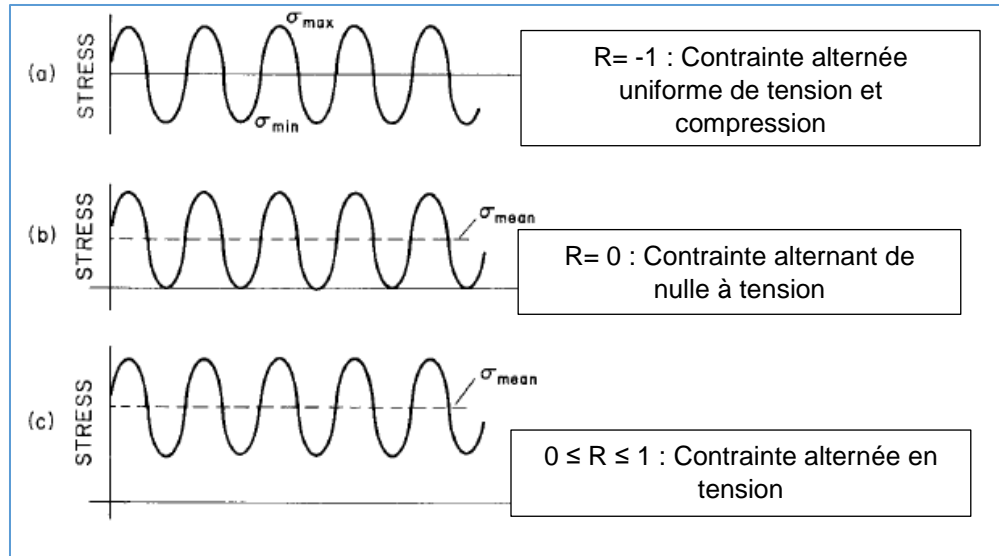 (a)
STRESS
σmax
σmin
R= -1 : Contrainte alternée
uniforme de tension et
compression
(b)
STRESS
σmean
R= 0 : Contrainte alternant de
nulle à tension
(c)
STRESS
σmean
0 ≤ R ≤ 1 : Contrainte alternée en
tension